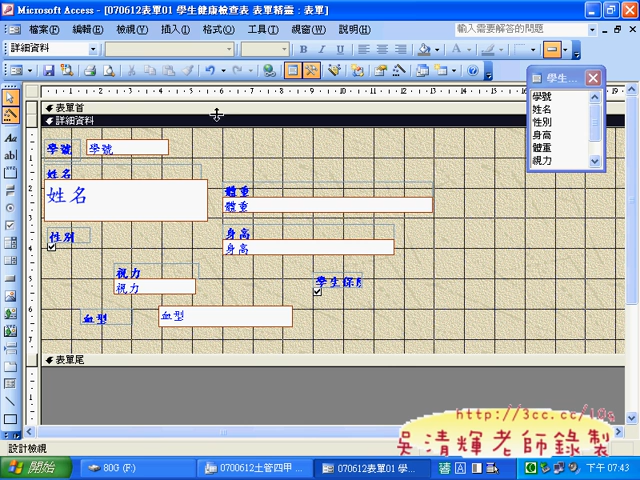 Microsoft Access - [070612表單01 學生健康檢查表 表單精靈 : 表單]
檔案(F) 編輯(E) 檢視(V) 插入(I) 格式(O) 工具(T) 視窗(W) 說明(H) 輸入需要解答的問題
詳細資料
學生...
學號
姓名
性別
身高
體重
視力
表單首
詳細資料
學號 學號
姓名
姓名
體重
體重
性別
身高
身高
視力
視力
學生保
血型 血型
表單尾
http://3cc.cc/10s
吳清輝老師錄製
設計檢視
開始 80G (F:) 0700612土管四甲 070612表單01 學... 下午 07:43